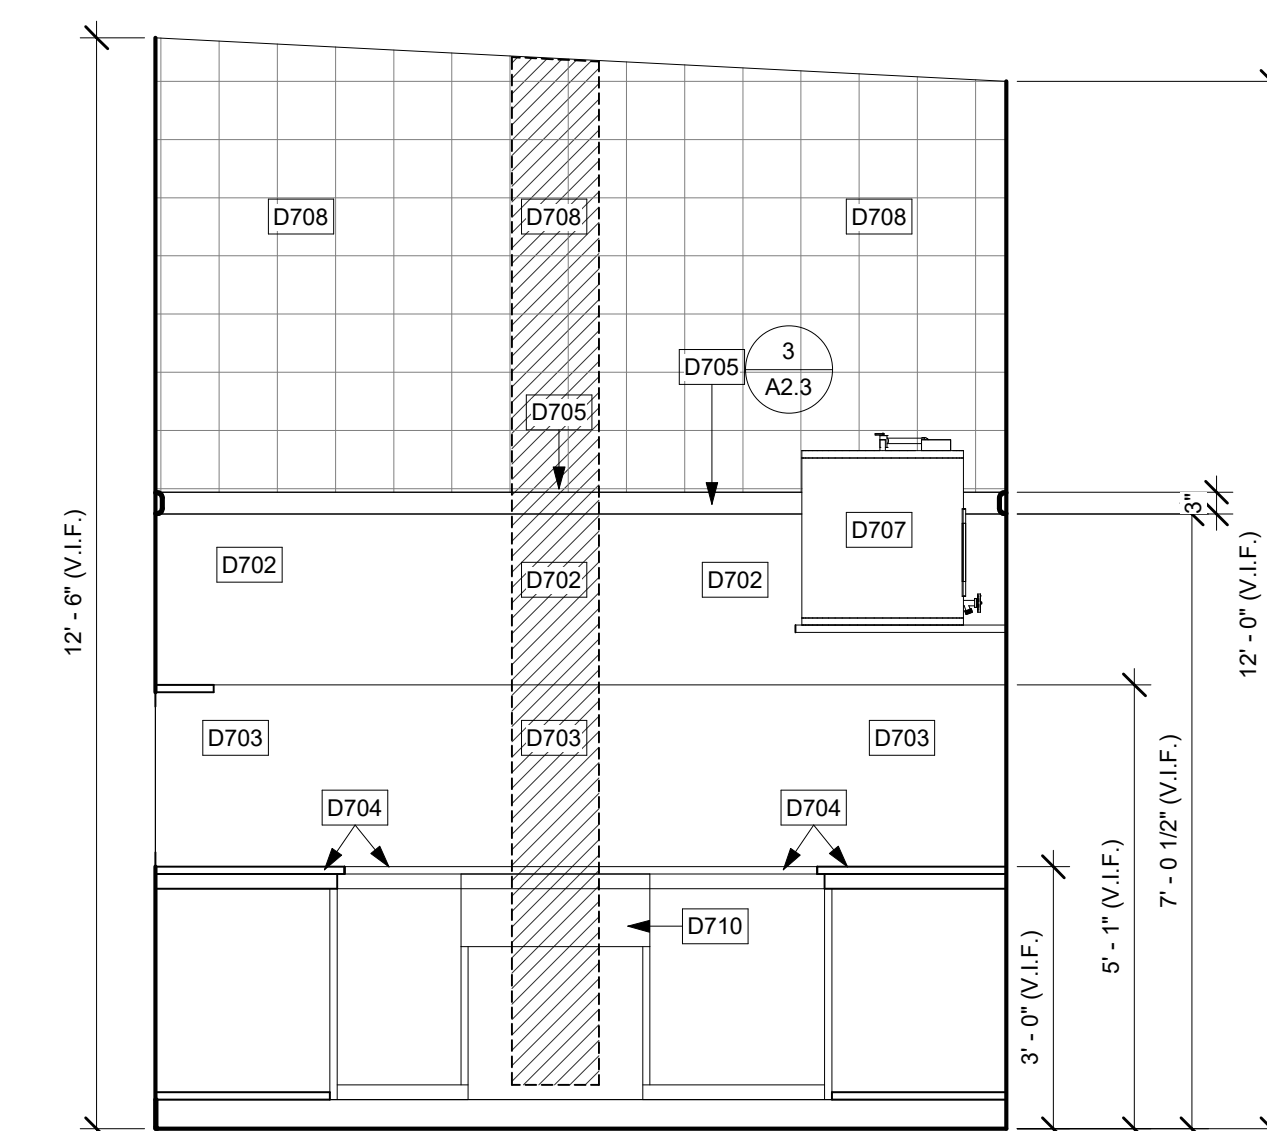 D708
D708
D708
3
D705
A2.3
D705
3"
D707
12' - 6" (V.I.F.)
12' - 0" (V.I.F.)
D702
D702
D702
D703
D703
D703
7' - 0 1/2" (V.I.F.)
D704
D704
5' - 1" (V.I.F.)
D710
3' - 0" (V.I.F.)